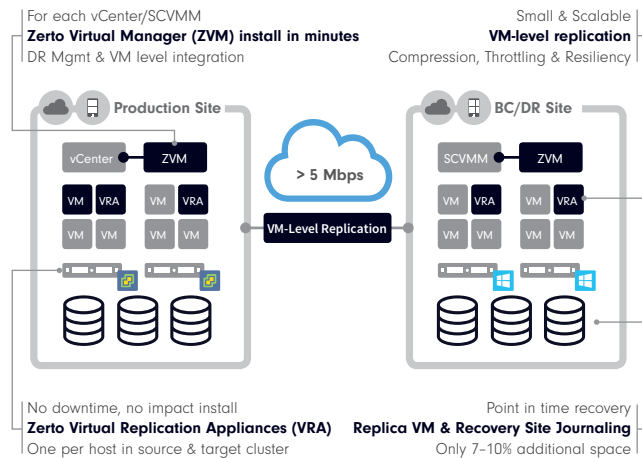 For each vCenter/SCVMM
Zerto Virtual Manager (ZVM) install in minutes
DR Mgmt & VM level integration
Small & Scalable
VM-level replication
Compression, Throttling & Resiliency
Production Site
vCenter
ZVM
VM
VRA
VM
VRA
VM
VM
VM
VM
> 5 Mbps
VM-Level Replication
BC/DR Site
SCVMM
ZVM
VM
VRA
VM
VRA
VM
VM
VM
VM
No downtime, no impact install
Zerto Virtual Replication Appliances (VRA)
One per host in source & target cluster
Point in time recovery
Replica VM & Recovery Site Journaling
Only 7–10% additional space